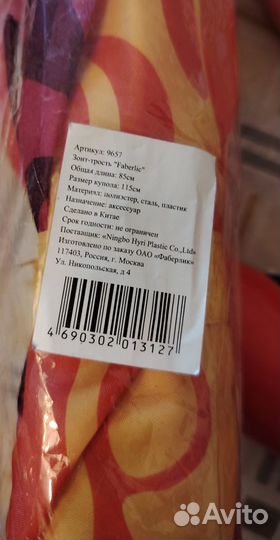 Артикул: 9657
Зонт-трость "Faberlic"
Общая длина: 85см
Размер купола: 115см
Материал: полиэстер, сталь, пластик
Назначение: аксессуар
Сделано в Китае
Срок годности: не ограничен
Поставщик: «Ningbo Hyri Plastic Co.,Ltd»
Изготовлено по заказу ОАО «Фаберлик»
117403, Россия, г. Москва
Ул. Никопольская, д 4
4 690302 013127
Avito